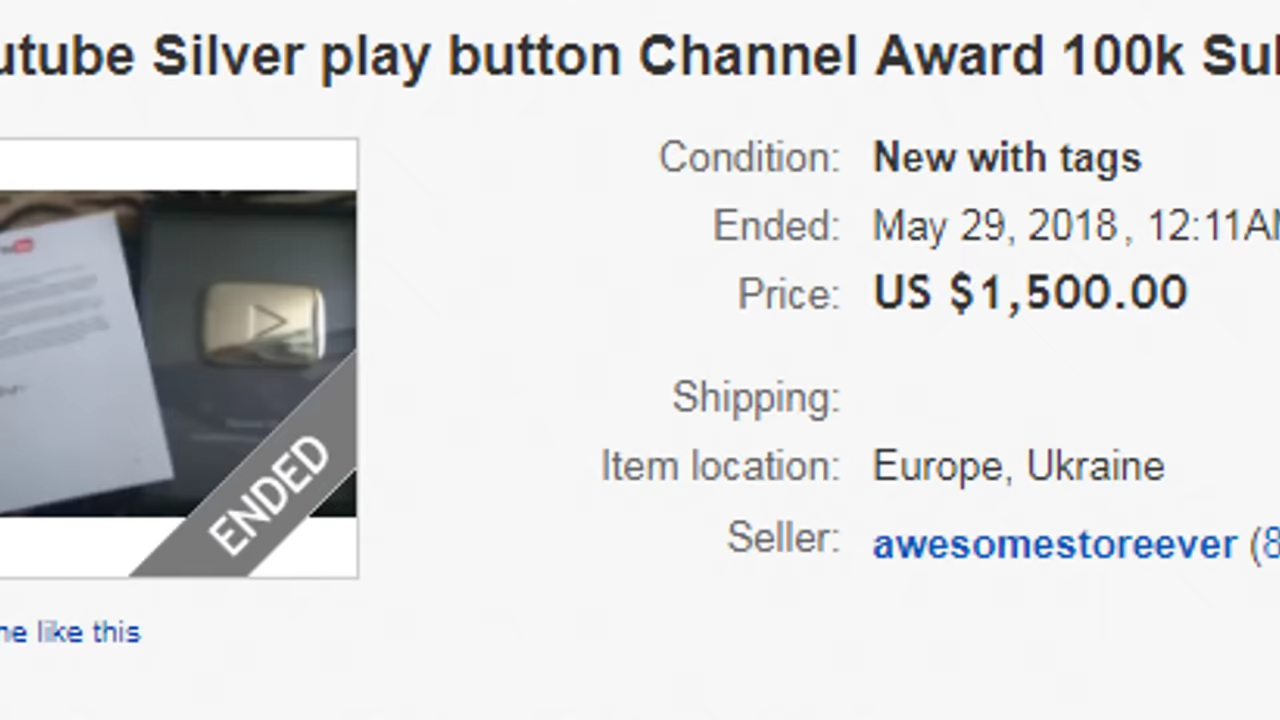 utube Silver play button Channel Award 100k Su
Condition: New with tags
Ended: May 29, 2018, 12:11A
Price: US $1,500.00
Shipping:
Item location: Europe, Ukraine
Seller: awesomestoreever (8
ENDED
ne like this